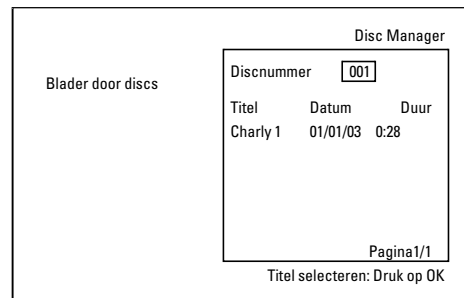 Disc Manager
Blader door discs
Discnummer 001
Titel Datum Duur
Charly 1 01/01/03 0:28
Pagina1/1
Titel selecteren: Druk op OK